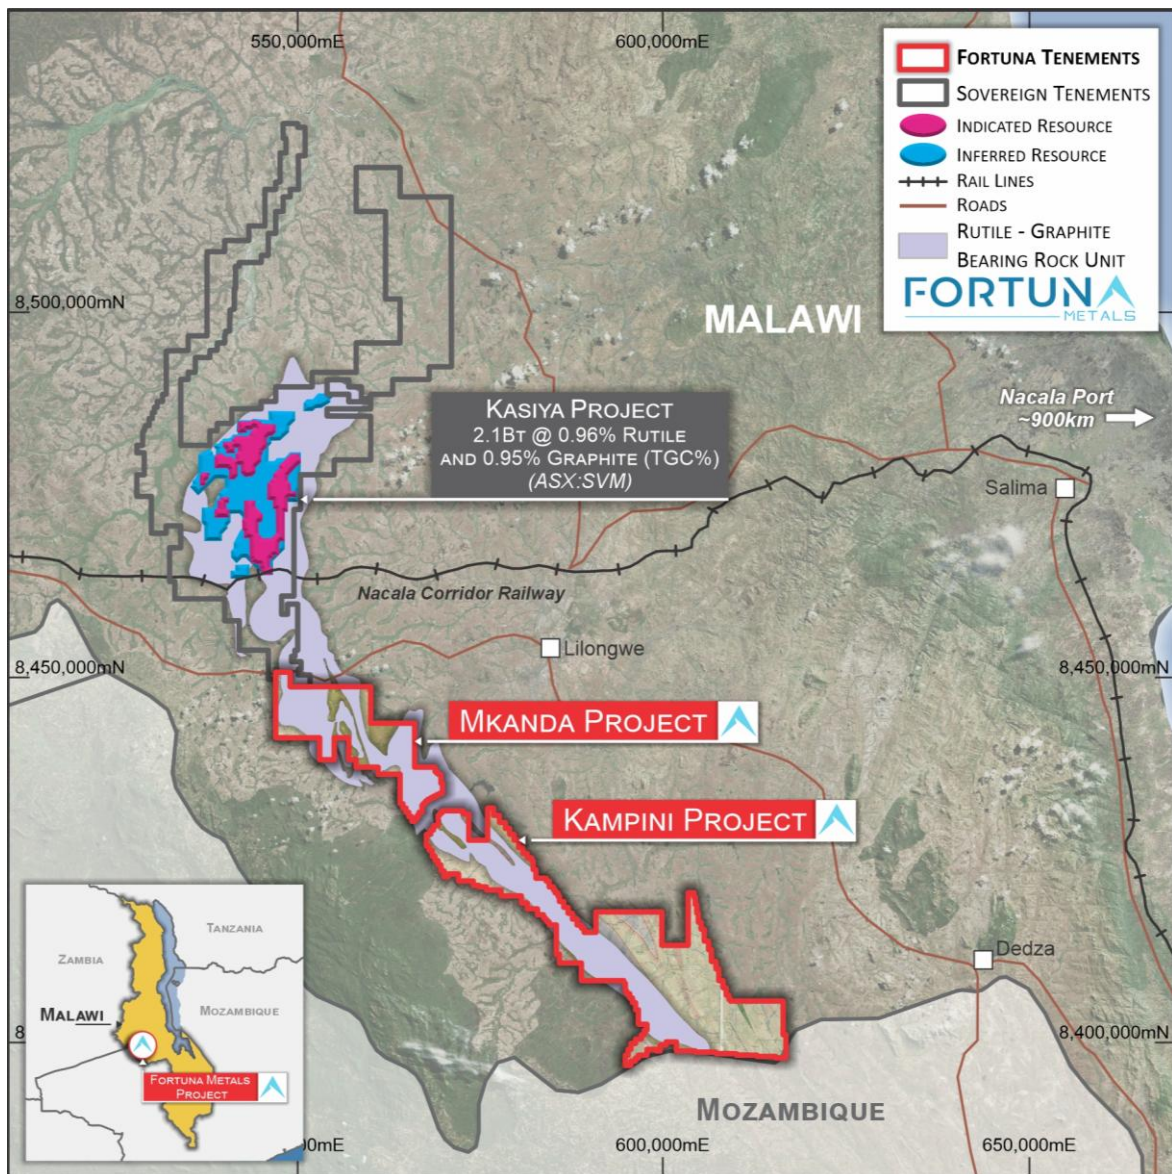 550,000mE
600,000mE
FORTUNA TENEMENTS
SOVEREIGN TENEMENTS
INDICATED RESOURCE
INFERRED RESOURCE
RAIL LINES
ROADS
RUTILE - GRAPHITE
BEARING ROCK UNIT
FORTUNA
METALS
8,500,000mN
MALAWI
Nacala Port
~900km
KASIYA PROJECT
2.1BT @ 0.96% RUTILE
AND 0.95% GRAPHITE (TGC%)
(ASX:SVM)
Salima
Nacala Corridor Railway
Lilongwe
8,450,000mN
8,450,000mN
MKANDA PROJECT
KAMPINI PROJECT
Dedza
8,400,000mN
MOZAMBIQUE
TANZANIA
ZAMBIA
MALAWI
MOZAMBIQUE
FORTUNA METALS
PROJECT
600,000mE
650,000mE